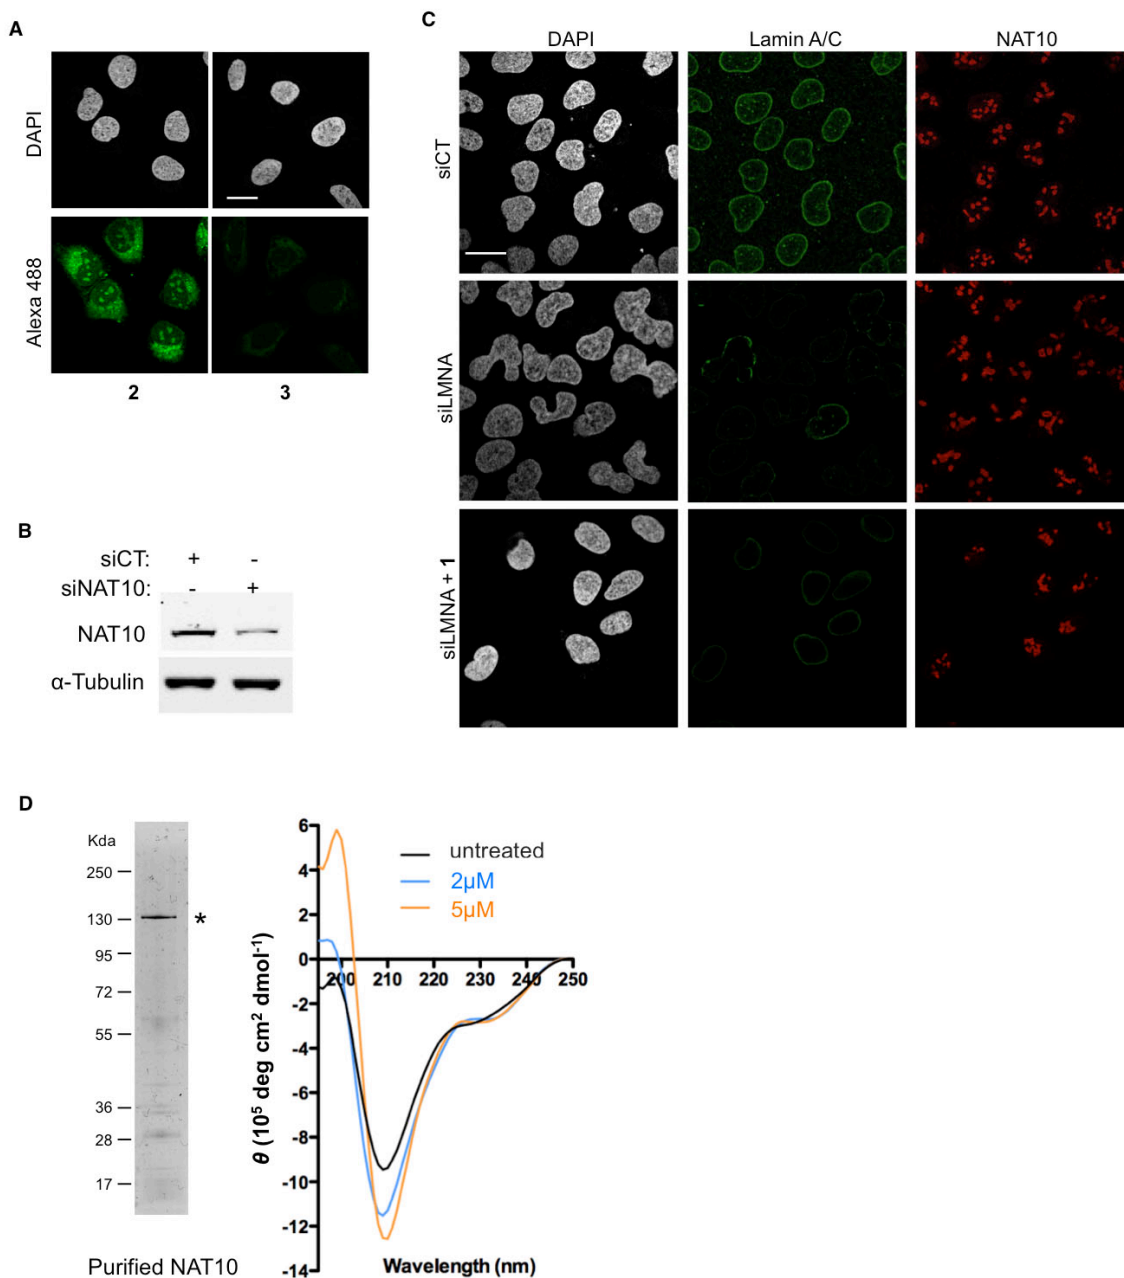 A
DAPI
Alexa 488
2 3
B
siCT: + -
siNAT10: - +
NAT10
α-Tubulin
C
DAPI Lamin A/C NAT10
siCT
siLMNA
siLMNA + 1
D
Kda
250
130 *
95
72
55
36
28
17
Purified NAT10
6
4
2
0
-2
-4
-6
-8
-10
-12
-14
θ (10⁵ deg cm² dmol⁻¹)
200 210 220 230 240 250
untreated
2µM
5µM
Wavelength (nm)